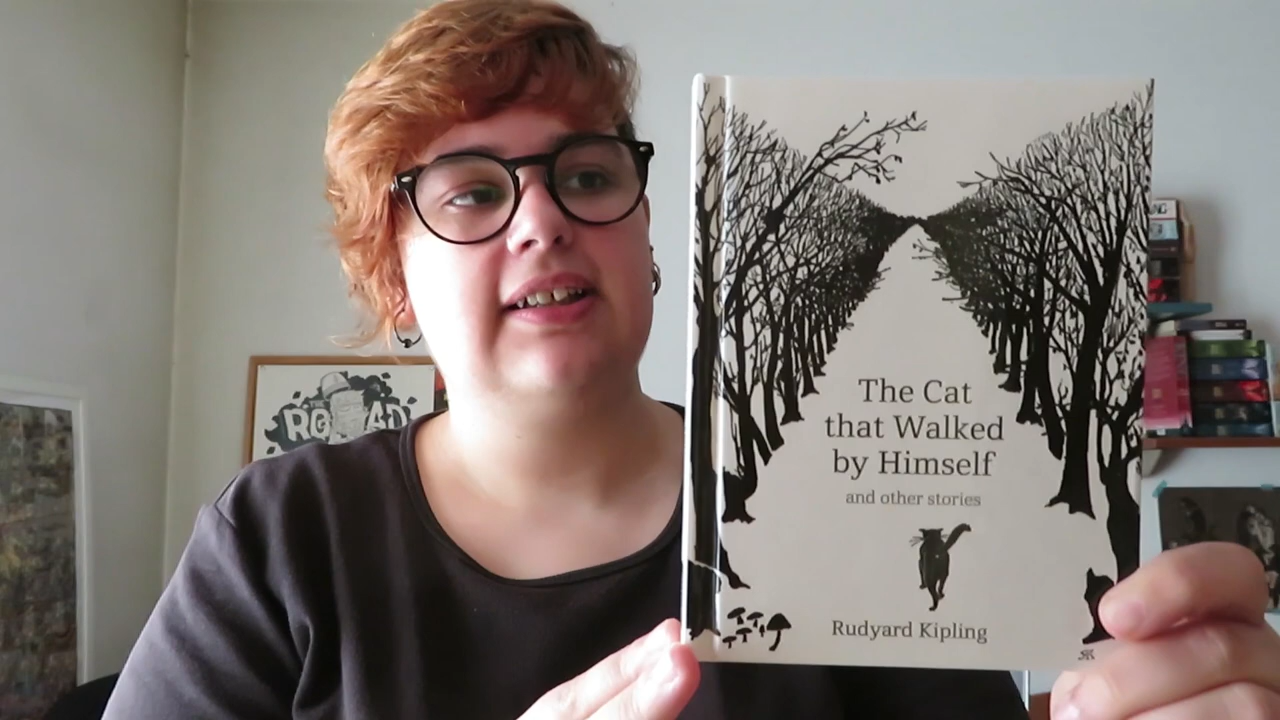 The Cat
that Walked
by Himself
and other stories
Rudyard Kipling